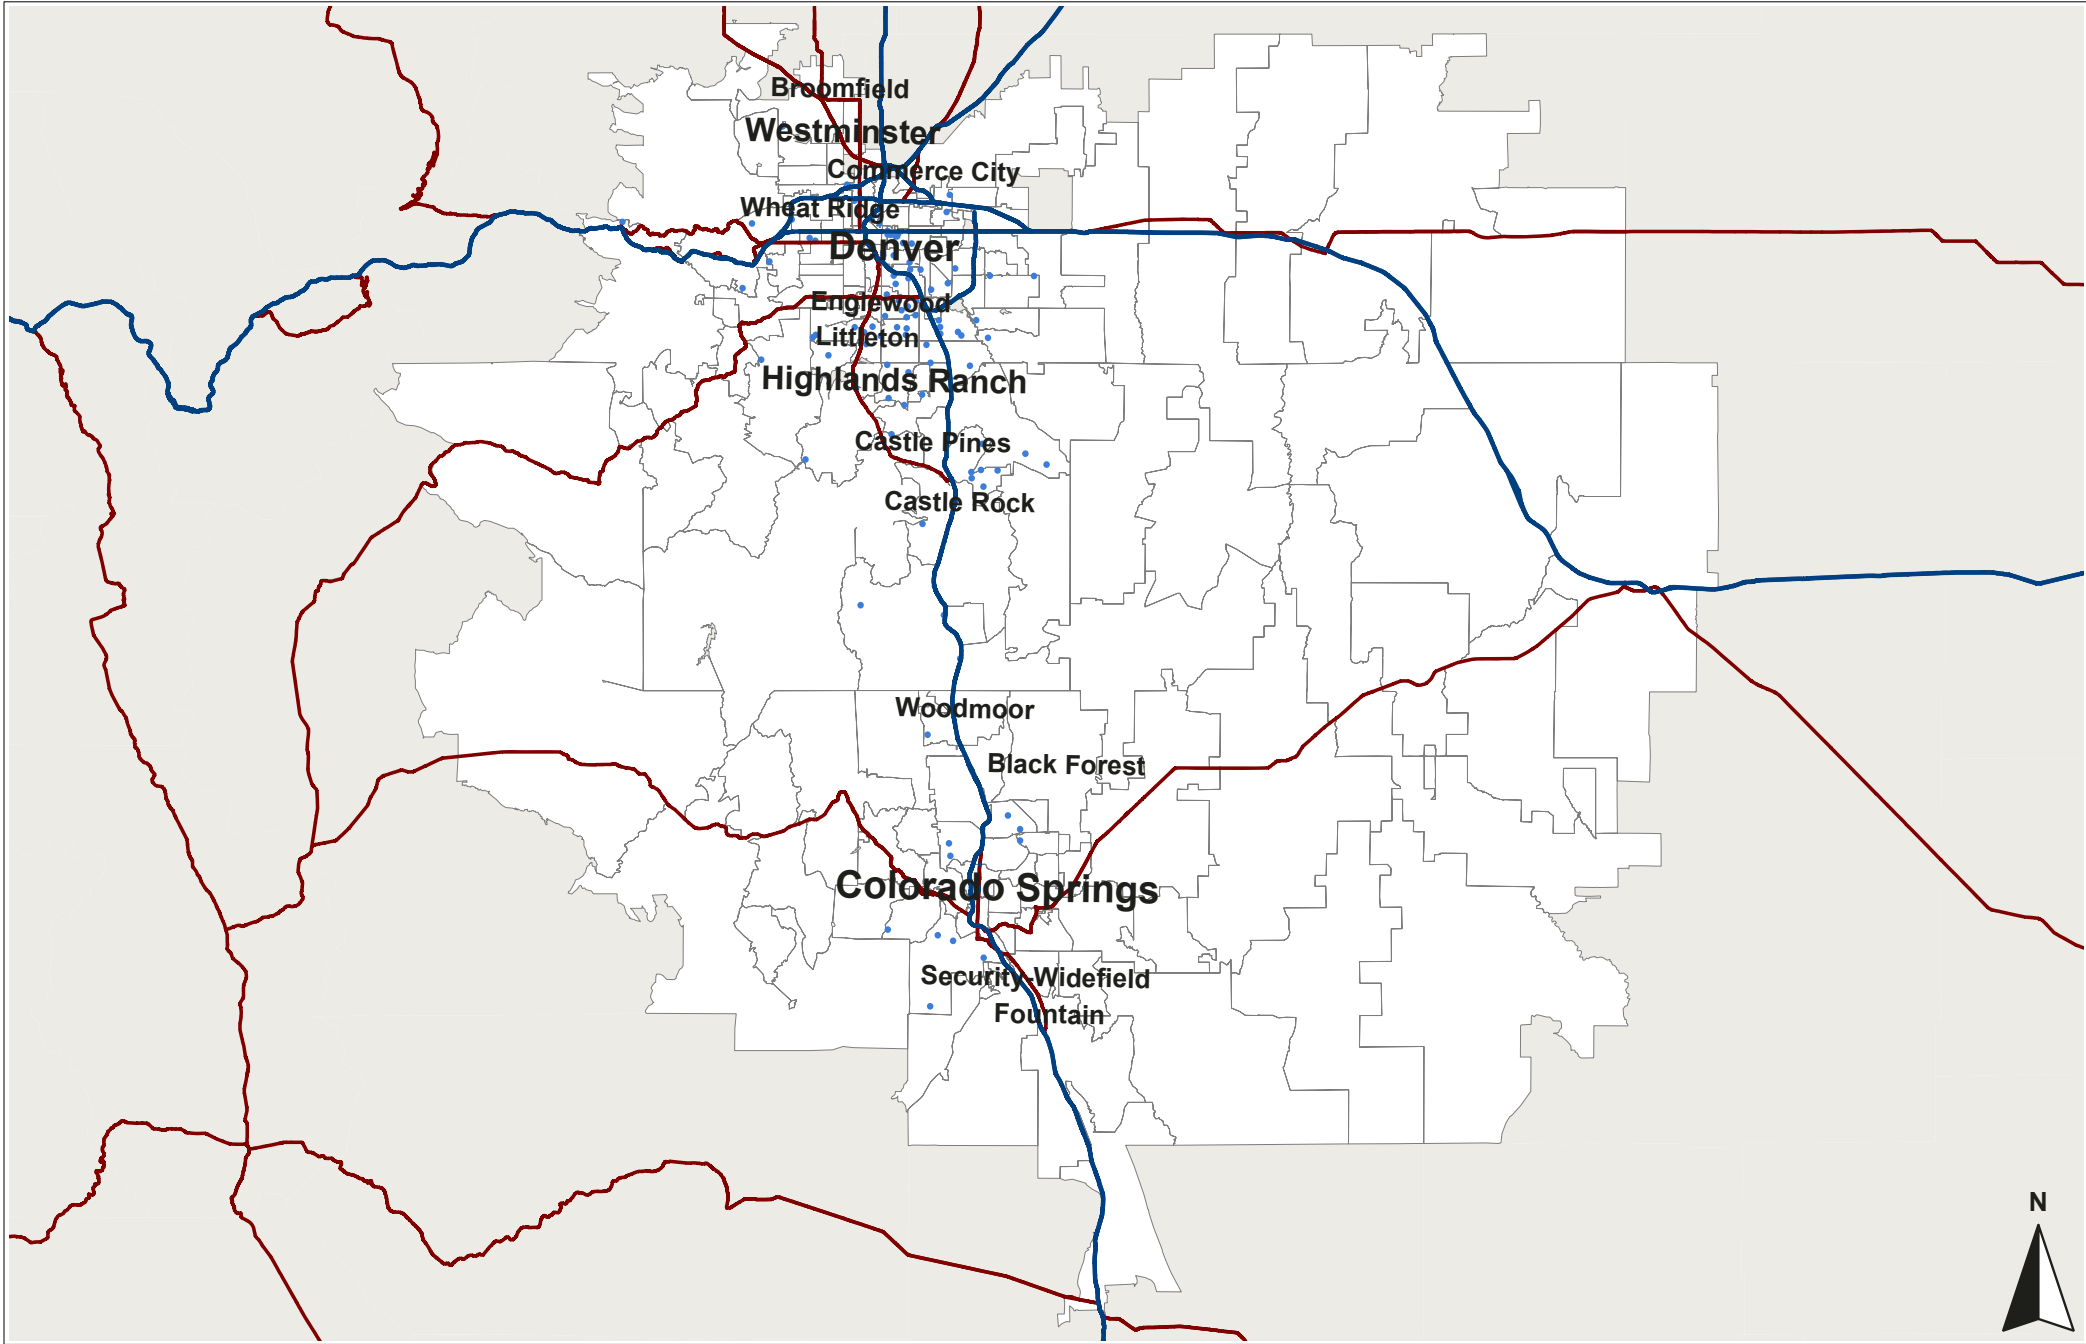 Broomfield
Westminster
Commerce City
Wheat Ridge
Denver
Englewood
Littleton
Highlands Ranch
Castle Pines
Castle Rock
Woodmoor
Black Forest
Colorado Springs
Security-Widefield
Fountain
N